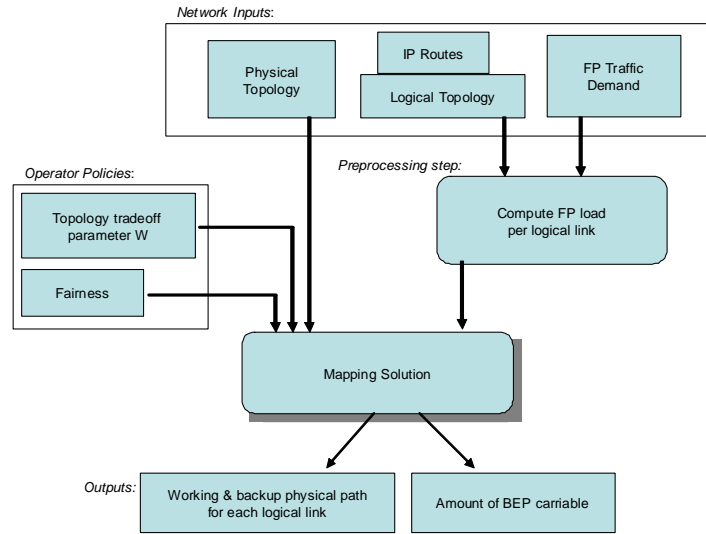 Network Inputs:
Physical
Topology
IP Routes
Logical Topology
FP Traffic
Demand
Preprocessing step:
Operator Policies:
Topology tradeoff
parameter W
Fairness
Compute FP load
per logical link
Mapping Solution
Outputs:
Working & backup physical path
for each logical link
Amount of BEP carriable